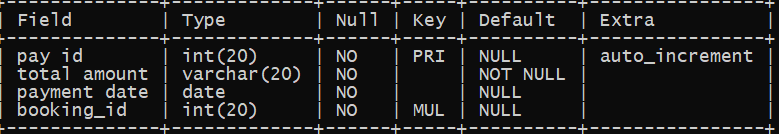 Field | Type | Null | Key | Default | Extra
pay id | int(20) | NO | PRI | NULL | auto_increment
total amount | varchar(20) | NO | | NOT NULL |
payment date | date | NO | | NULL |
booking_id | int(20) | NO | MUL | NULL |